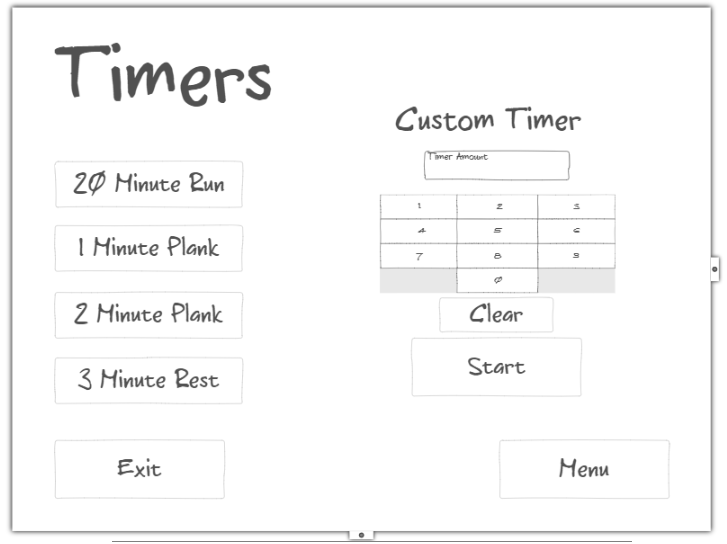 Timers
Custom Timer
Timer Amount
20 Minute Run
1 Minute Plank
2 Minute Plank
3 Minute Rest
1 2 3
4 5 6
7 8 9
0
Clear
Start
Exit
Menu